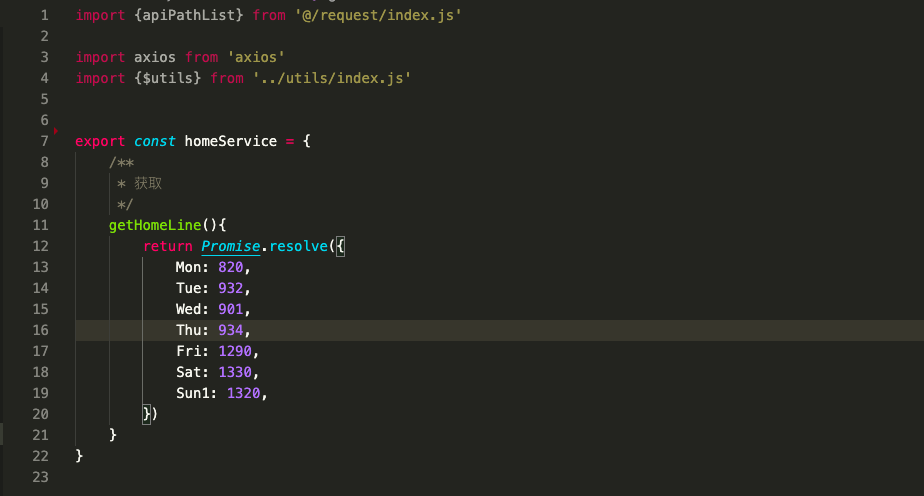 1 import {apiPathList} from '@/request/index.js'
2
3 import axios from 'axios'
4 import {$utils} from '../utils/index.js'
5
6
7 export const homeService = {
8 /**
9 * 获取
10 */
11 getHomeLine(){
12 return Promise.resolve({
13 Mon: 820,
14 Tue: 932,
15 Wed: 901,
16 Thu: 934,
17 Fri: 1290,
18 Sat: 1330,
19 Sun1: 1320,
20 })
21 }
22 }
23